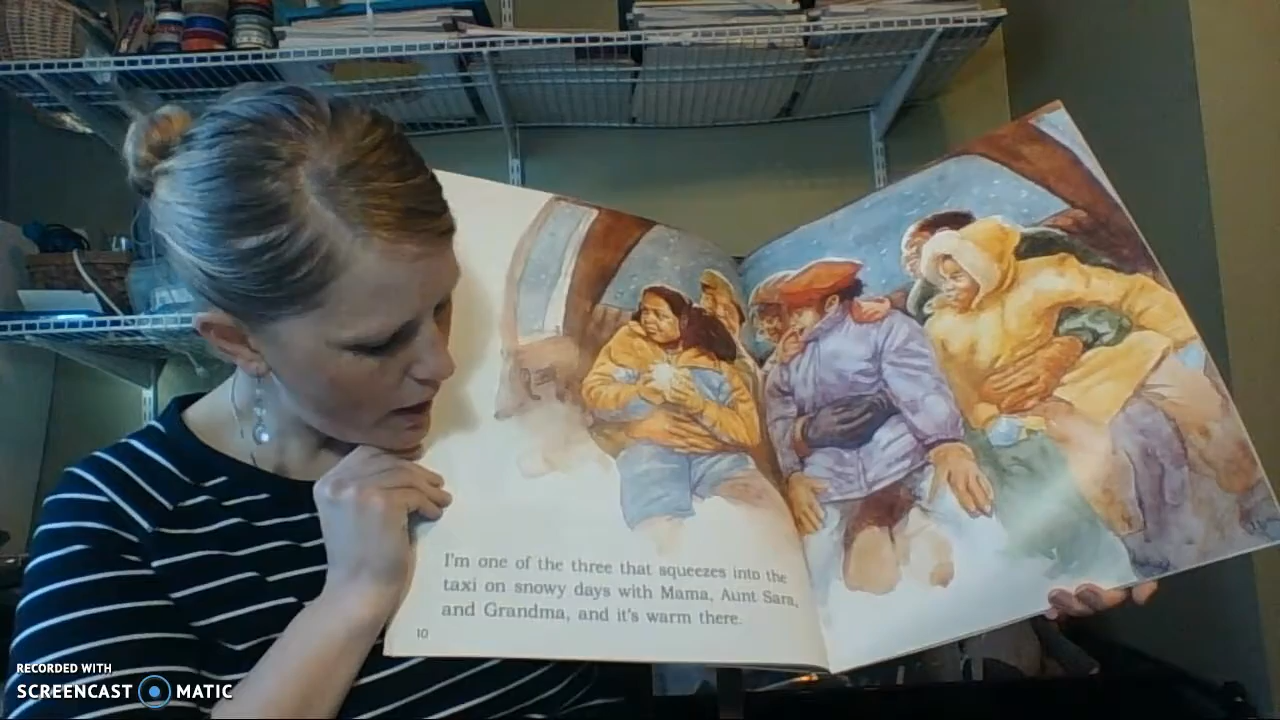 I'm one of the three that squeezes into the
taxi on snowy days with Mama, Aunt Sara,
and Grandma, and it's warm there.
10
RECORDED WITH
SCREENCAST MATIC